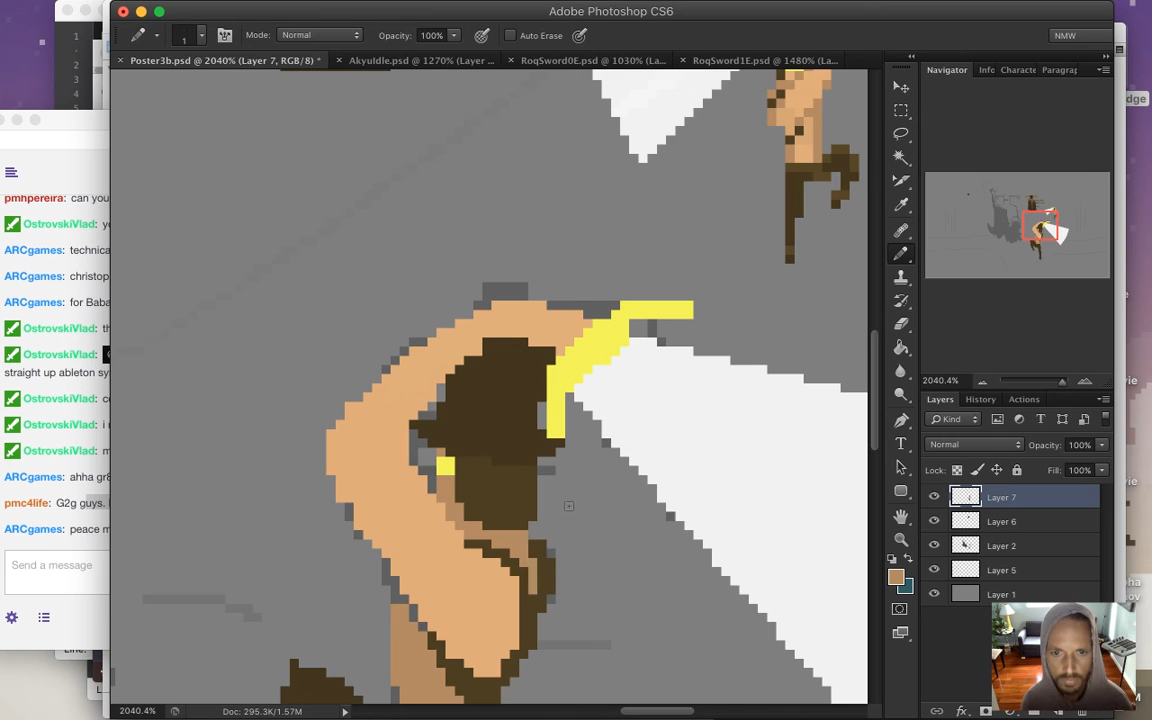 Adobe Photoshop CS6
1
Mode: Normal
Opacity: 100%
Auto Erase
NMW
Poster3b.psd @ 2040% (Layer 7, RGB/8) *
AkyuIdle.psd @ 1270% (Layer ...
RoqSword0E.psd @ 1030% (La...
RoqSword1E.psd @ 1480% (La...
Navigator
Info
Characte
Paragrap
2040.4%
Layers
History
Actions
Kind
Normal
Opacity: 100%
Lock:
Fill: 100%
Layer 7
Layer 6
Layer 2
Layer 5
Layer 1
pmhpereira: can you
OstrovskiVlad:
ARCgames: technica
ARCgames: christop
ARCgames: for Baba
OstrovskiVlad:
OstrovskiVlad:
straight up ableton sy
OstrovskiVlad:
OstrovskiVlad:
OstrovskiVlad:
ARCgames: ahha gr8
pmc4life: G2g guys.
ARCgames: peace m
Send a message
2040.4%
Doc: 295.3K/1.57M